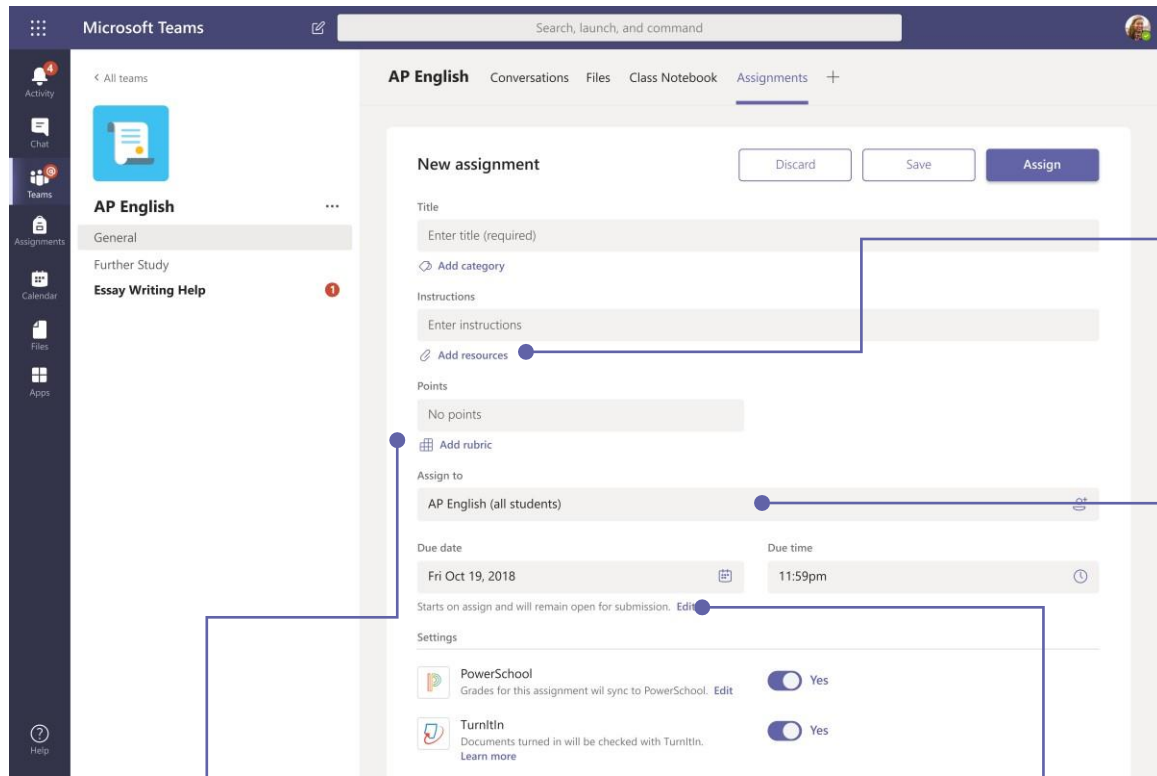 Microsoft Teams
Search, launch, and command
4
Activity
Chat
Teams
Assignments
Calendar
Files
Apps
Help
< All teams
AP English
...
General
Further Study
Essay Writing Help 1
AP English Conversations Files Class Notebook Assignments +
New assignment
Discard Save Assign
Title
Enter title (required)
Add category
Instructions
Enter instructions
Add resources
Points
No points
Add rubric
Assign to
AP English (all students)
Due date Due time
Fri Oct 19, 2018 11:59pm
Starts on assign and will remain open for submission. Edit
Settings
PowerSchool
Grades for this assignment wil sync to PowerSchool. Edit
Yes
TurnItIn
Documents turned in will be checked with TurnItIn.
Learn more
Yes